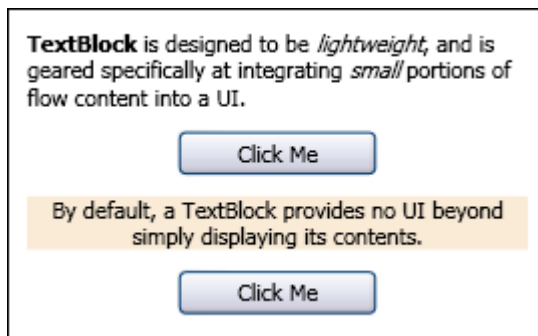 TextBlock is designed to be lightweight, and is
geared specifically at integrating small portions of
flow content into a UI.
Click Me
By default, a TextBlock provides no UI beyond
simply displaying its contents.
Click Me